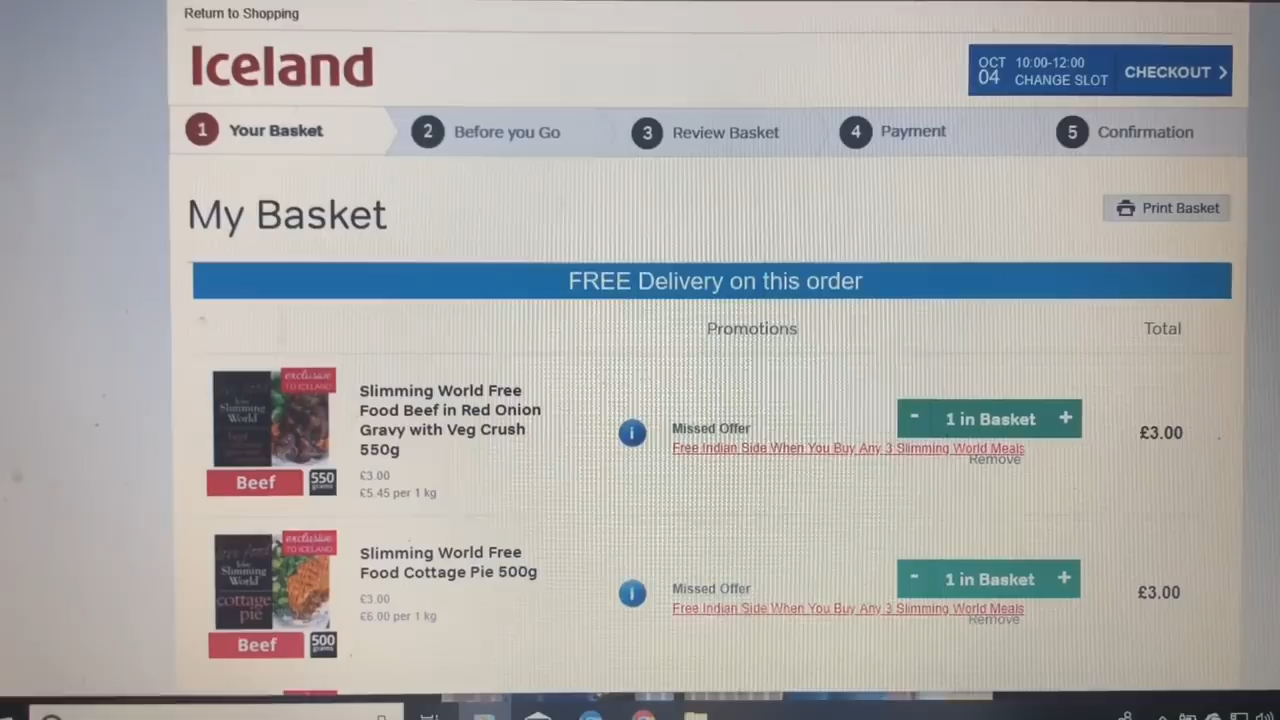 Return to Shopping
Iceland
OCT 04
10:00-12:00
CHANGE SLOT
CHECKOUT
1 Your Basket
2 Before you Go
3 Review Basket
4 Payment
5 Confirmation
My Basket
Print Basket
FREE Delivery on this order
Promotions
Total
exclusive
TO ICELAND
Slimming
World
Beef
550
grams
Slimming World Free
Food Beef in Red Onion
Gravy with Veg Crush
550g
£3.00
£5.45 per 1 kg
i
Missed Offer
Free Indian Side When You Buy Any 3 Slimming World Meals
- 1 in Basket +
Remove
£3.00
exclusive
TO ICELAND
Slimming
World
cottage
pie
Beef
500
grams
Slimming World Free
Food Cottage Pie 500g
£3.00
£6.00 per 1 kg
i
Missed Offer
Free Indian Side When You Buy Any 3 Slimming World Meals
- 1 in Basket +
Remove
£3.00